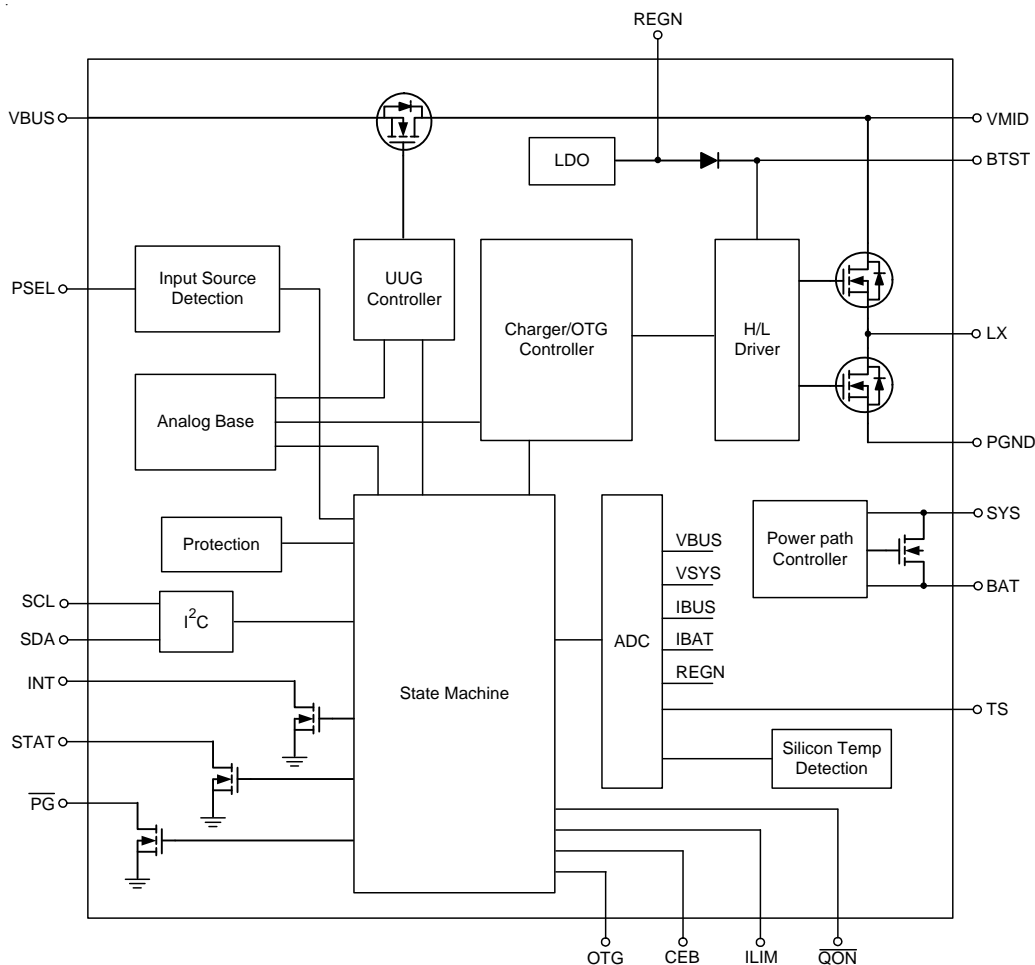 REGN
VBUS
VMID
LDO
BTST
PSEL
Input Source
Detection
UUG
Controller
Charger/OTG
Controller
H/L
Driver
LX
Analog Base
PGND
Protection
VBUS
VSYS
IBUS
IBAT
REGN
ADC
Power path
Controller
SYS
BAT
SCL
SDA
I²C
INT
State Machine
TS
STAT
Silicon Temp
Detection
PG
OTG
CEB
ILIM
QON